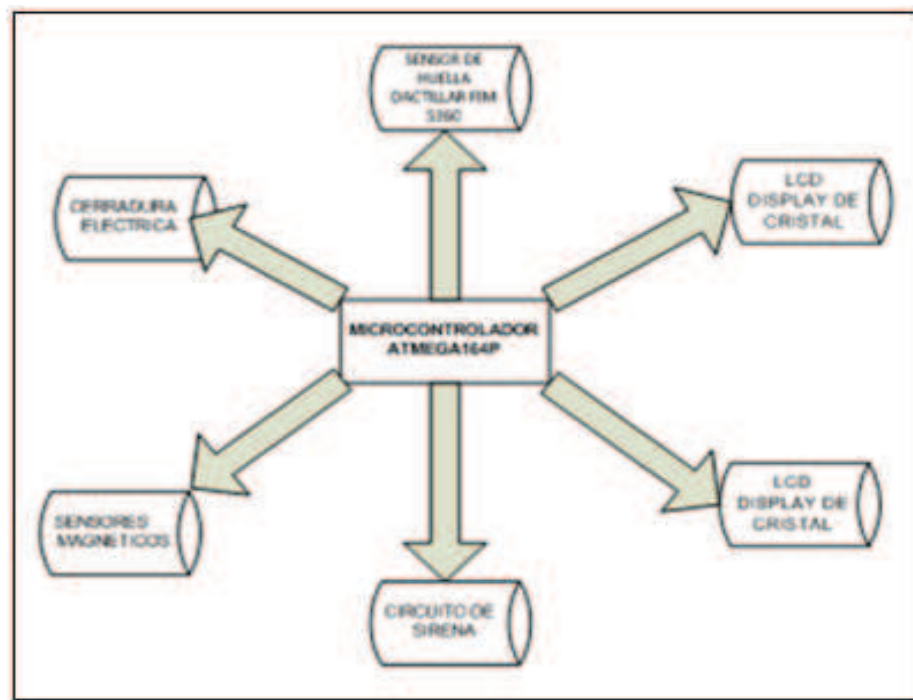 SENSOR DE
HUELLA
DACTILLAR FIM
5360
CERRADURA
ELECTRICA
LCD
DISPLAY DE
CRISTAL
MICROCONTROLADOR
ATMEGA164P
SENSORES
MAGNETICOS
LCD
DISPLAY DE
CRISTAL
CIRCUITO DE
SIRENA